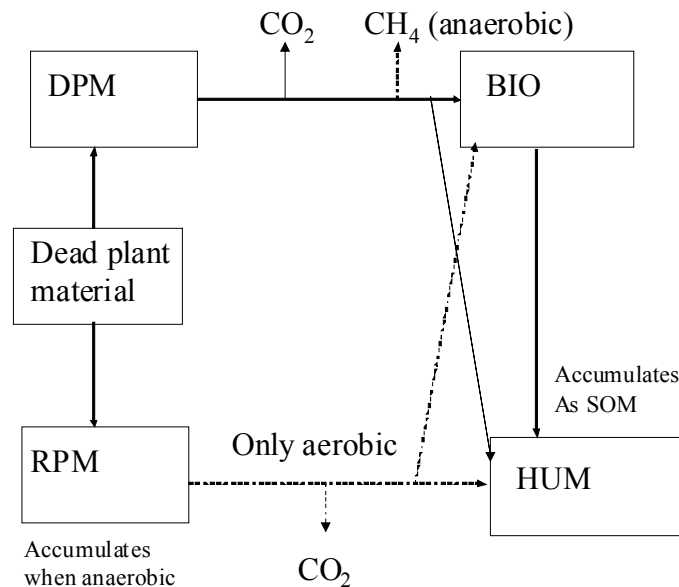 CO2
CH4 (anaerobic)
DPM
BIO
Dead plant
material
Accumulates
As SOM
Only aerobic
RPM
HUM
Accumulates
when anaerobic
CO2